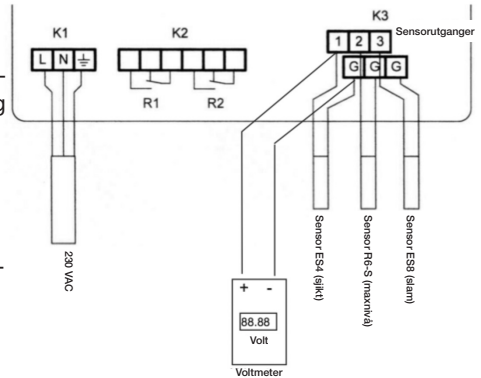 K1
K2
K3
Sensorutganger
1 2 3
L N
G G G
R1
R2
g
230 VAC
Sensor ES4 (sjikt)
Sensor R6-S (maxnivå)
Sensor ES8 (slam)
+ -
88.88
Volt
Voltmeter